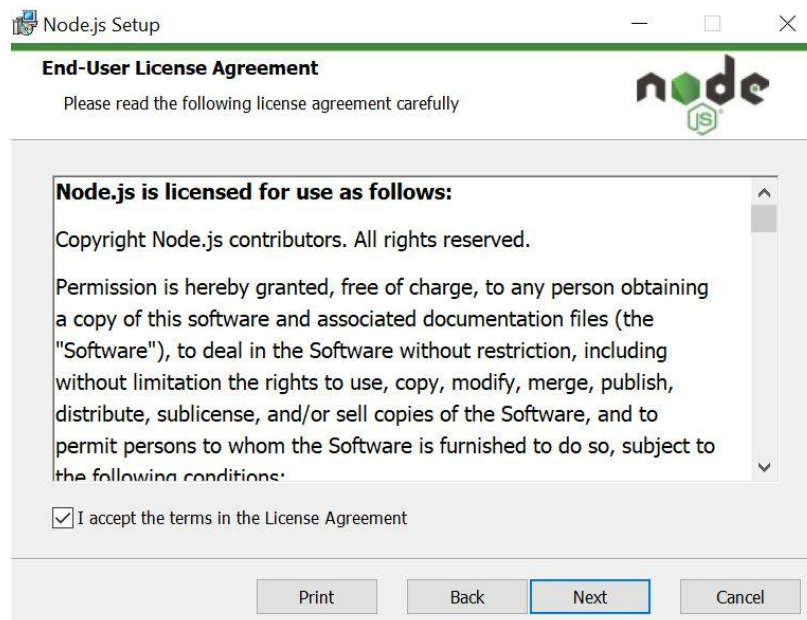 Node.js Setup
End-User License Agreement
Please read the following license agreement carefully
node
JS
Node.js is licensed for use as follows:
Copyright Node.js contributors. All rights reserved.
Permission is hereby granted, free of charge, to any person obtaining
a copy of this software and associated documentation files (the
"Software"), to deal in the Software without restriction, including
without limitation the rights to use, copy, modify, merge, publish,
distribute, sublicense, and/or sell copies of the Software, and to
permit persons to whom the Software is furnished to do so, subject to
the following conditions:
I accept the terms in the License Agreement
Print
Back
Next
Cancel